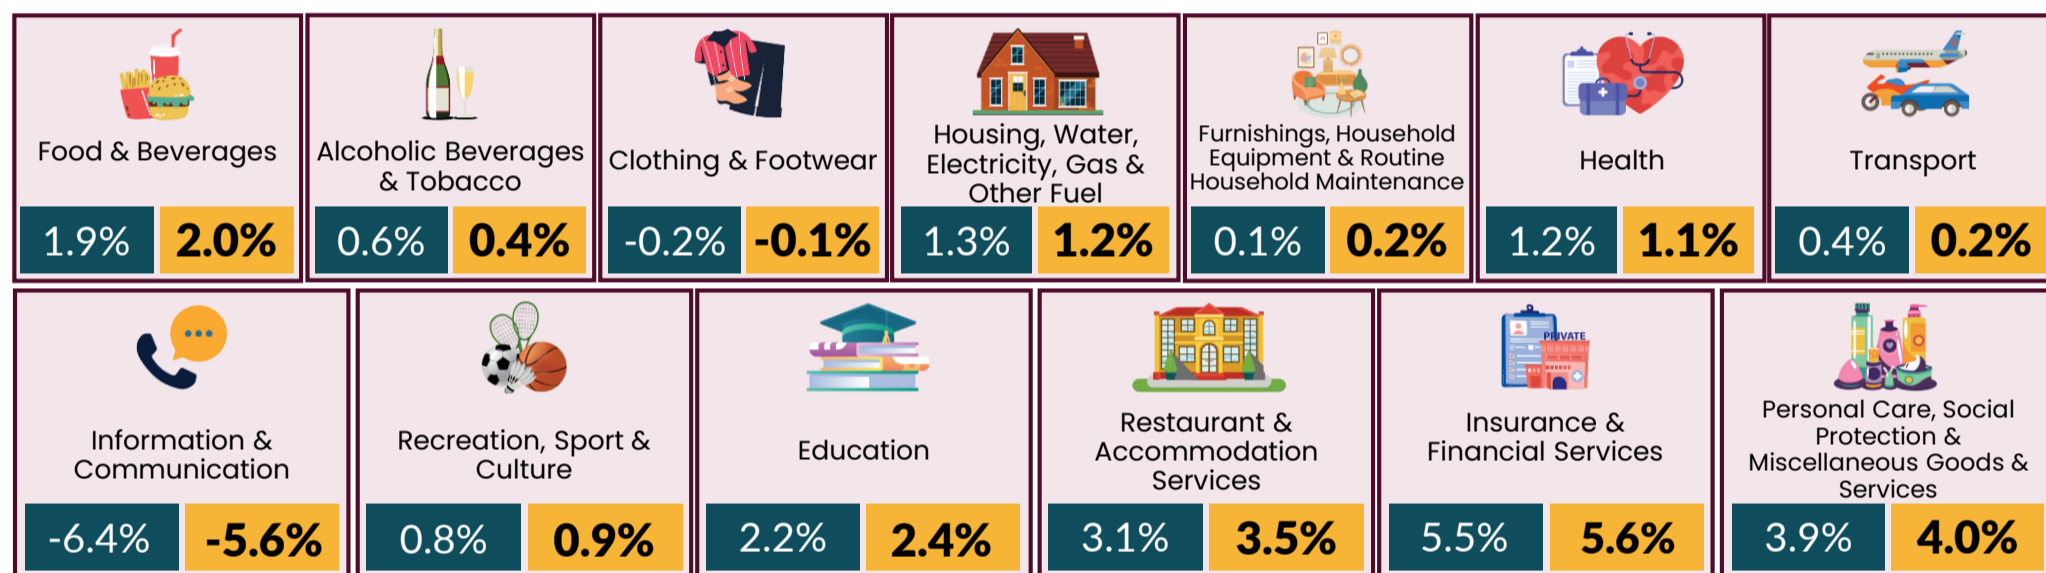 Food & Beverages
1.9% 2.0%
Alcoholic Beverages
& Tobacco
0.6% 0.4%
Clothing & Footwear
-0.2% -0.1%
Housing, Water,
Electricity, Gas &
Other Fuel
1.3% 1.2%
Furnishings, Household
Equipment & Routine
Household Maintenance
0.1% 0.2%
Health
1.2% 1.1%
Transport
0.4% 0.2%
Information &
Communication
-6.4% -5.6%
Recreation, Sport &
Culture
0.8% 0.9%
Education
2.2% 2.4%
Restaurant &
Accommodation
Services
3.1% 3.5%
PRIVATE
Insurance &
Financial Services
5.5% 5.6%
Personal Care, Social
Protection &
Miscellaneous Goods &
Services
3.9% 4.0%